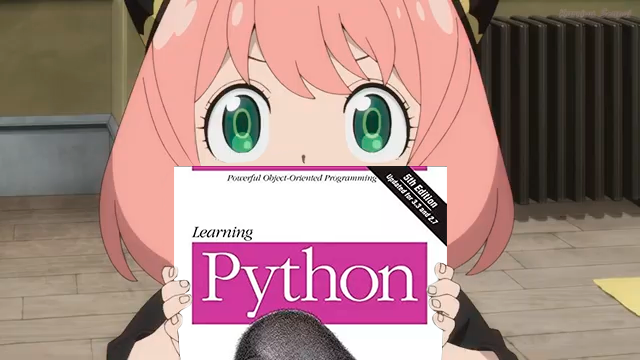 Powerful Object-Oriented Programming
5th Edition
Updated for 3.3 and 2.7
Learning
Python